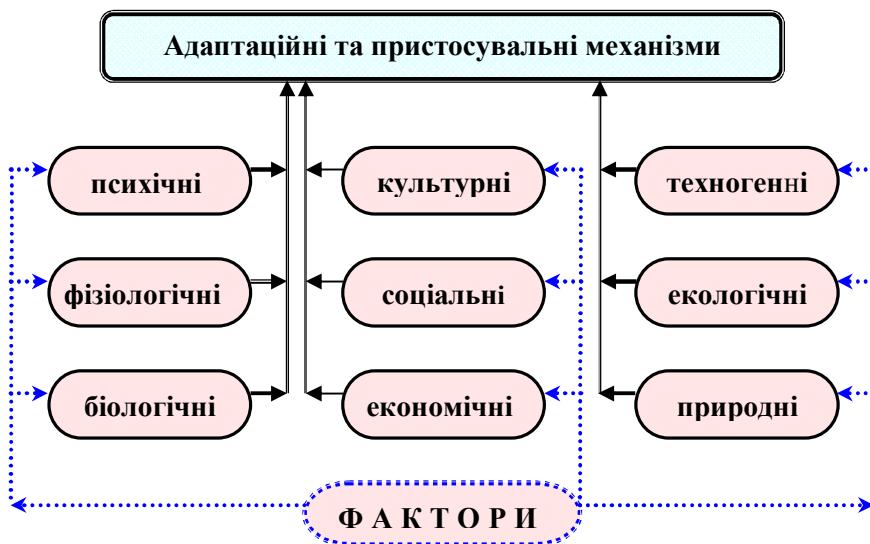 Адаптаційні та пристосувальні механізми
психічні
культурні
техногенні
фізіологічні
соціальні
екологічні
біологічні
економічні
природні
Ф А К Т О Р И